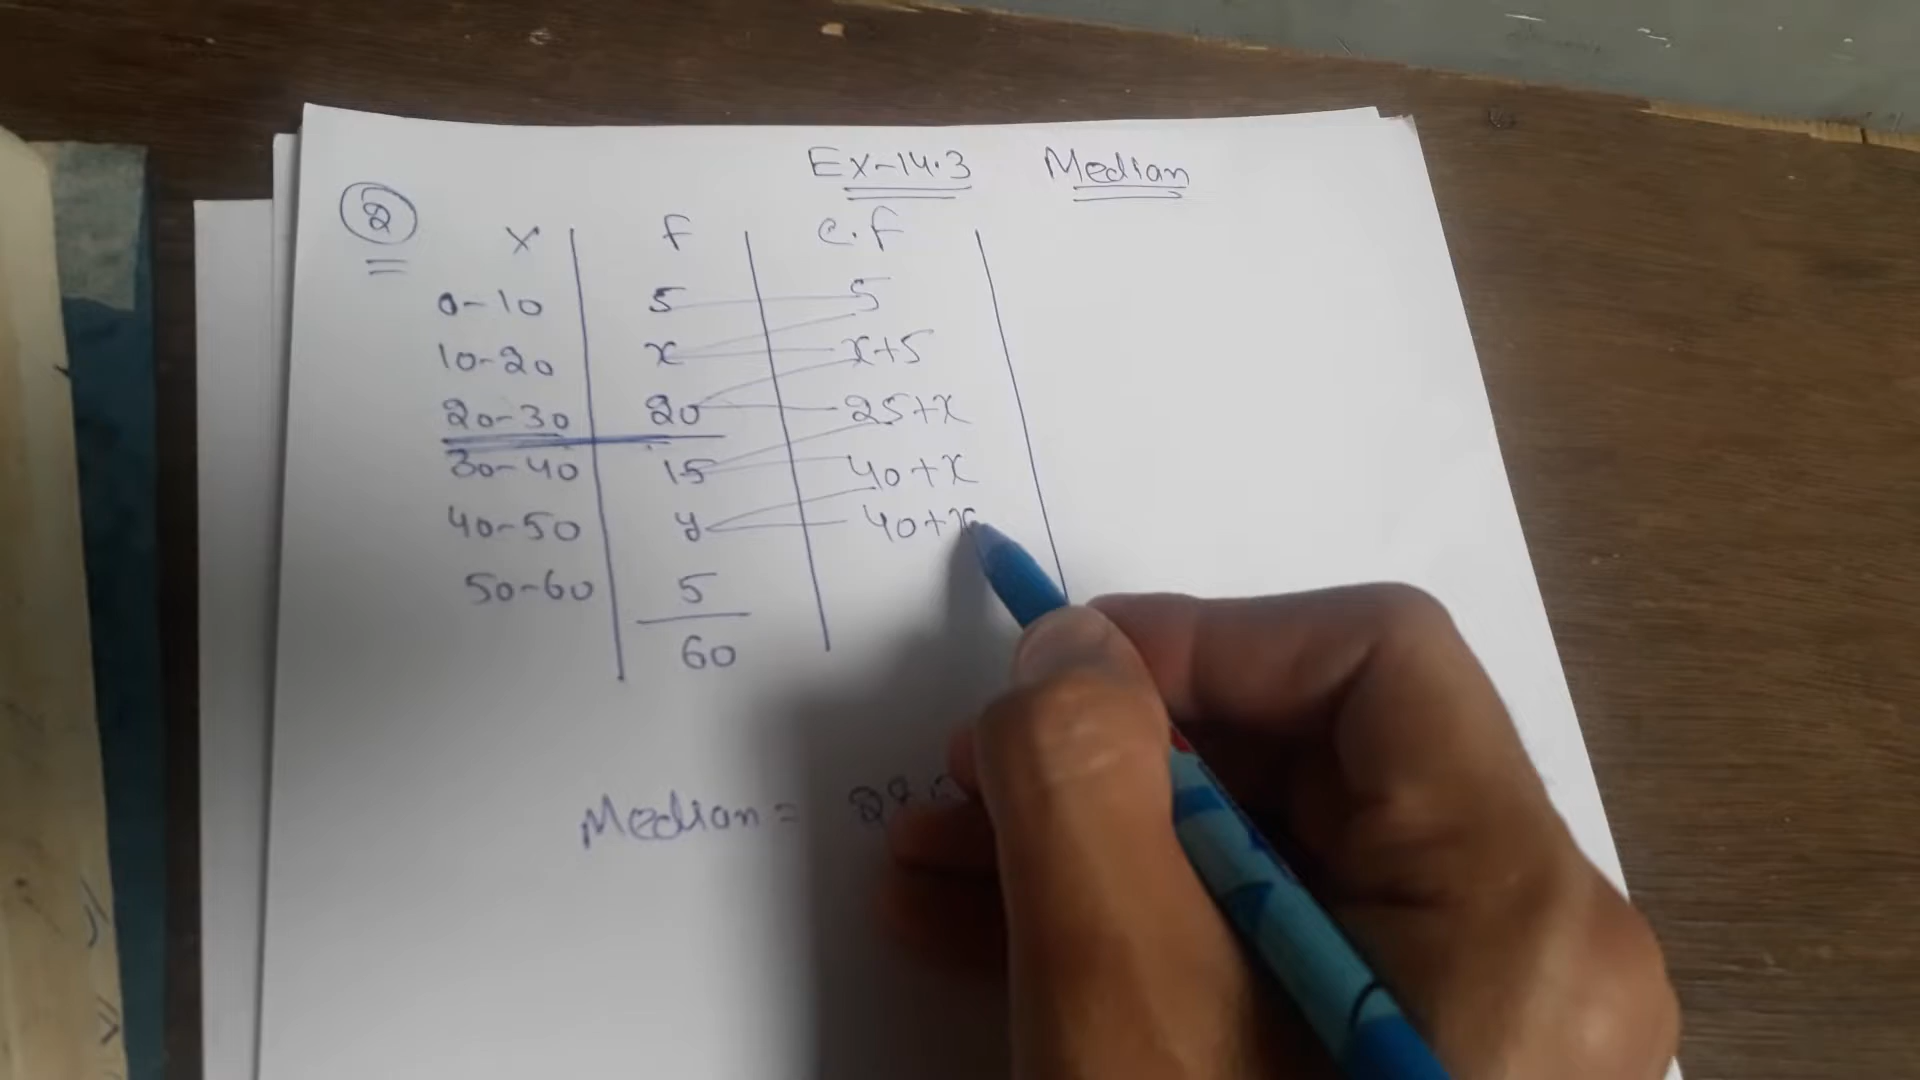 Ex-14.3 Median
2
x f c.f
0-10 5 5
10-20 x x+5
20-30 20 25+x
30-40 15 40+x
40-50 y 40+x
50-60 5
60
Median =